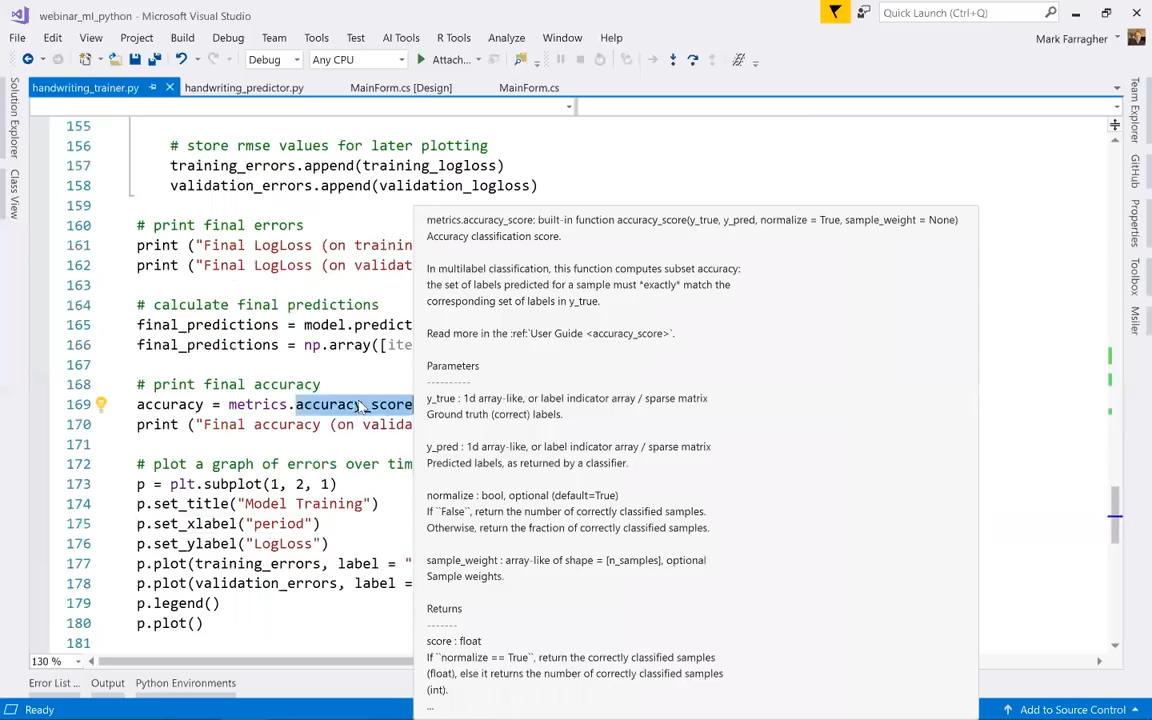 webinar_ml_python - Microsoft Visual Studio
Quick Launch (Ctrl+Q)
File Edit View Project Build Debug Team Tools Test AI Tools R Tools Analyze Window Help
Mark Farragher
Debug Any CPU Attach...
handwriting_trainer.py handwriting_predictor.py MainForm.cs [Design] MainForm.cs
Solution Explorer
Class View
Team Explorer
GitHub
Properties
Toolbox
Msiler
155
156 # store rmse values for later plotting
157 training_errors.append(training_logloss)
158 validation_errors.append(validation_logloss)
159
160 # print final errors
161 print ("Final LogLoss (on trainin
162 print ("Final LogLoss (on validat
163
164 # calculate final predictions
165 final_predictions = model.predict
166 final_predictions = np.array([ite
167
168 # print final accuracy
169 accuracy = metrics.accuracy_score
170 print ("Final accuracy (on valida
171
172 # plot a graph of errors over tim
173 p = plt.subplot(1, 2, 1)
174 p.set_title("Model Training")
175 p.set_xlabel("period")
176 p.set_ylabel("LogLoss")
177 p.plot(training_errors, label = "
178 p.plot(validation_errors, label =
179 p.legend()
180 p.plot()
181
metrics.accuracy_score: built-in function accuracy_score(y_true, y_pred, normalize = True, sample_weight = None)
Accuracy classification score.
In multilabel classification, this function computes subset accuracy:
the set of labels predicted for a sample must *exactly* match the
corresponding set of labels in y_true.
Read more in the :ref:`User Guide <accuracy_score>`.
Parameters
----------
y_true : 1d array-like, or label indicator array / sparse matrix
Ground truth (correct) labels.
y_pred : 1d array-like, or label indicator array / sparse matrix
Predicted labels, as returned by a classifier.
normalize : bool, optional (default=True)
If ``False``, return the number of correctly classified samples.
Otherwise, return the fraction of correctly classified samples.
sample_weight : array-like of shape = [n_samples], optional
Sample weights.
Returns
-------
score : float
If ``normalize == True``, return the correctly classified samples
(float), else it returns the number of correctly classified samples
(int).
...
130 %
Error List ... Output Python Environments
Ready
Add to Source Control